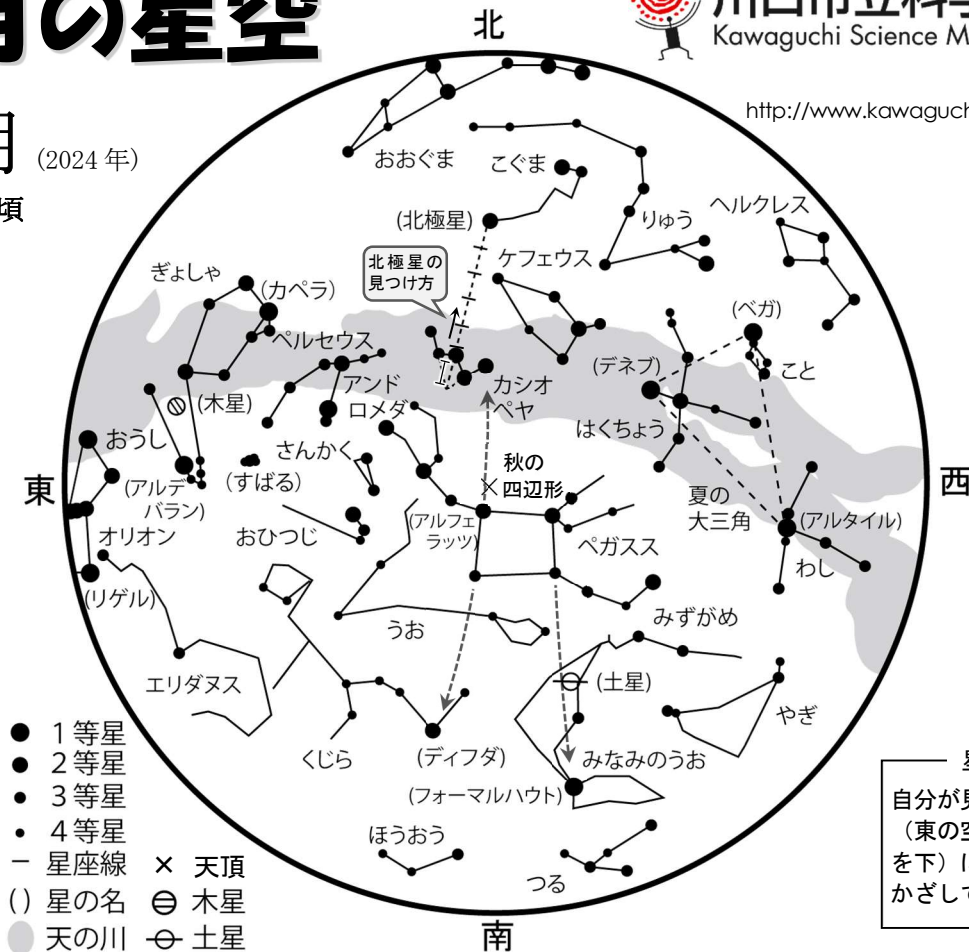 月の星空
北
川口市立科学
Kawaguchi Science M
http://www.kawaguch
月 (2024年)
頃
おおぐま
こぐま
(北極星)
りゅう
ヘルクレス
ケフェウス
北極星の
見つけ方
ぎょしゃ
(カペラ)
ペルセウス
(ベガ)
こと
(デネブ)
カシオ
ペヤ
アンド
ロメダ
(木星)
はくちょう
おうし
さんかく
秋の
四辺形
東
西
(すばる)
(アルデ
バラン)
夏の
大三角
(アルタイル)
オリオン
おひつじ
(アルフェ
ラッツ)
ペガスス
わし
(リゲル)
うお
みずがめ
エリダヌス
(土星)
やぎ
くじら
(ディフダ)
みなみのうお
(フォーマルハウト)
ほうおう
つる
南
1等星
2等星
3等星
4等星
星座線 × 天頂
() 星の名 木星
天の川 土星
自分が見
(東の空
を下)に
かざして